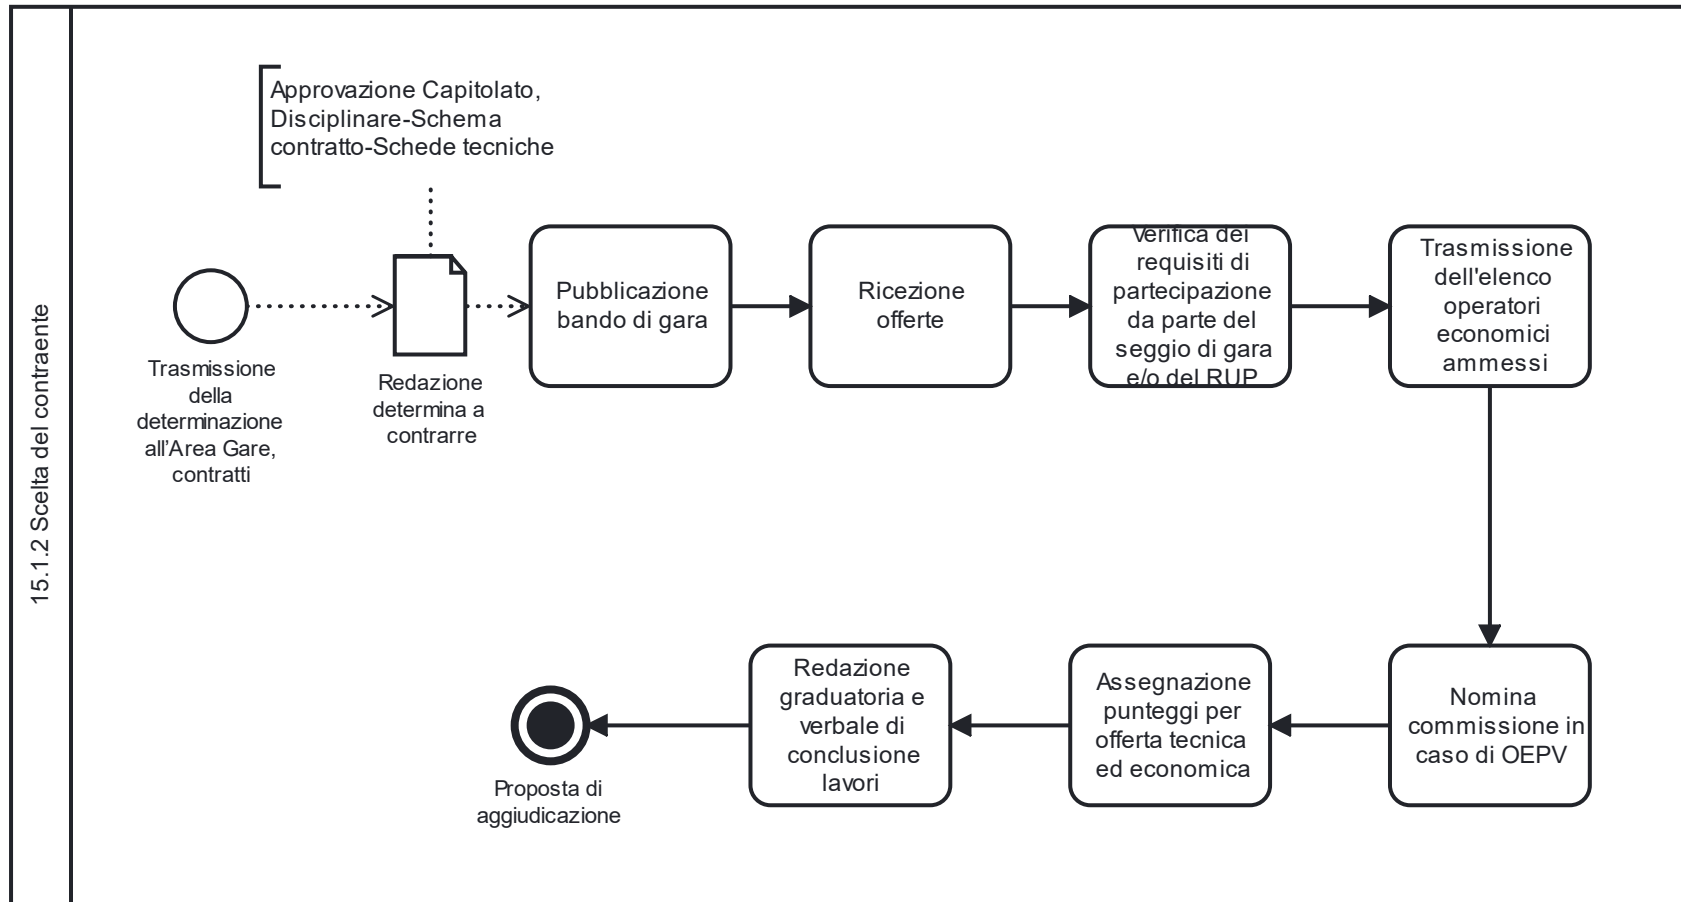 15.1.2 Scelta del contraente
Approvazione Capitolato,
Disciplinare-Schema
contratto-Schede tecniche
Trasmissione
della
determinazione
all’Area Gare,
contratti
Redazione
determina a
contrarre
Pubblicazione
bando di gara
Ricezione
offerte
Verifica dei
requisiti di
partecipazione
da parte del
seggio di gara
e/o del RUP
Trasmissione
dell'elenco
operatori
economici
ammessi
Nomina
commissione in
caso di OEPV
Assegnazione
punteggi per
offerta tecnica
ed economica
Redazione
graduatoria e
verbale di
conclusione
lavori
Proposta di
aggiudicazione